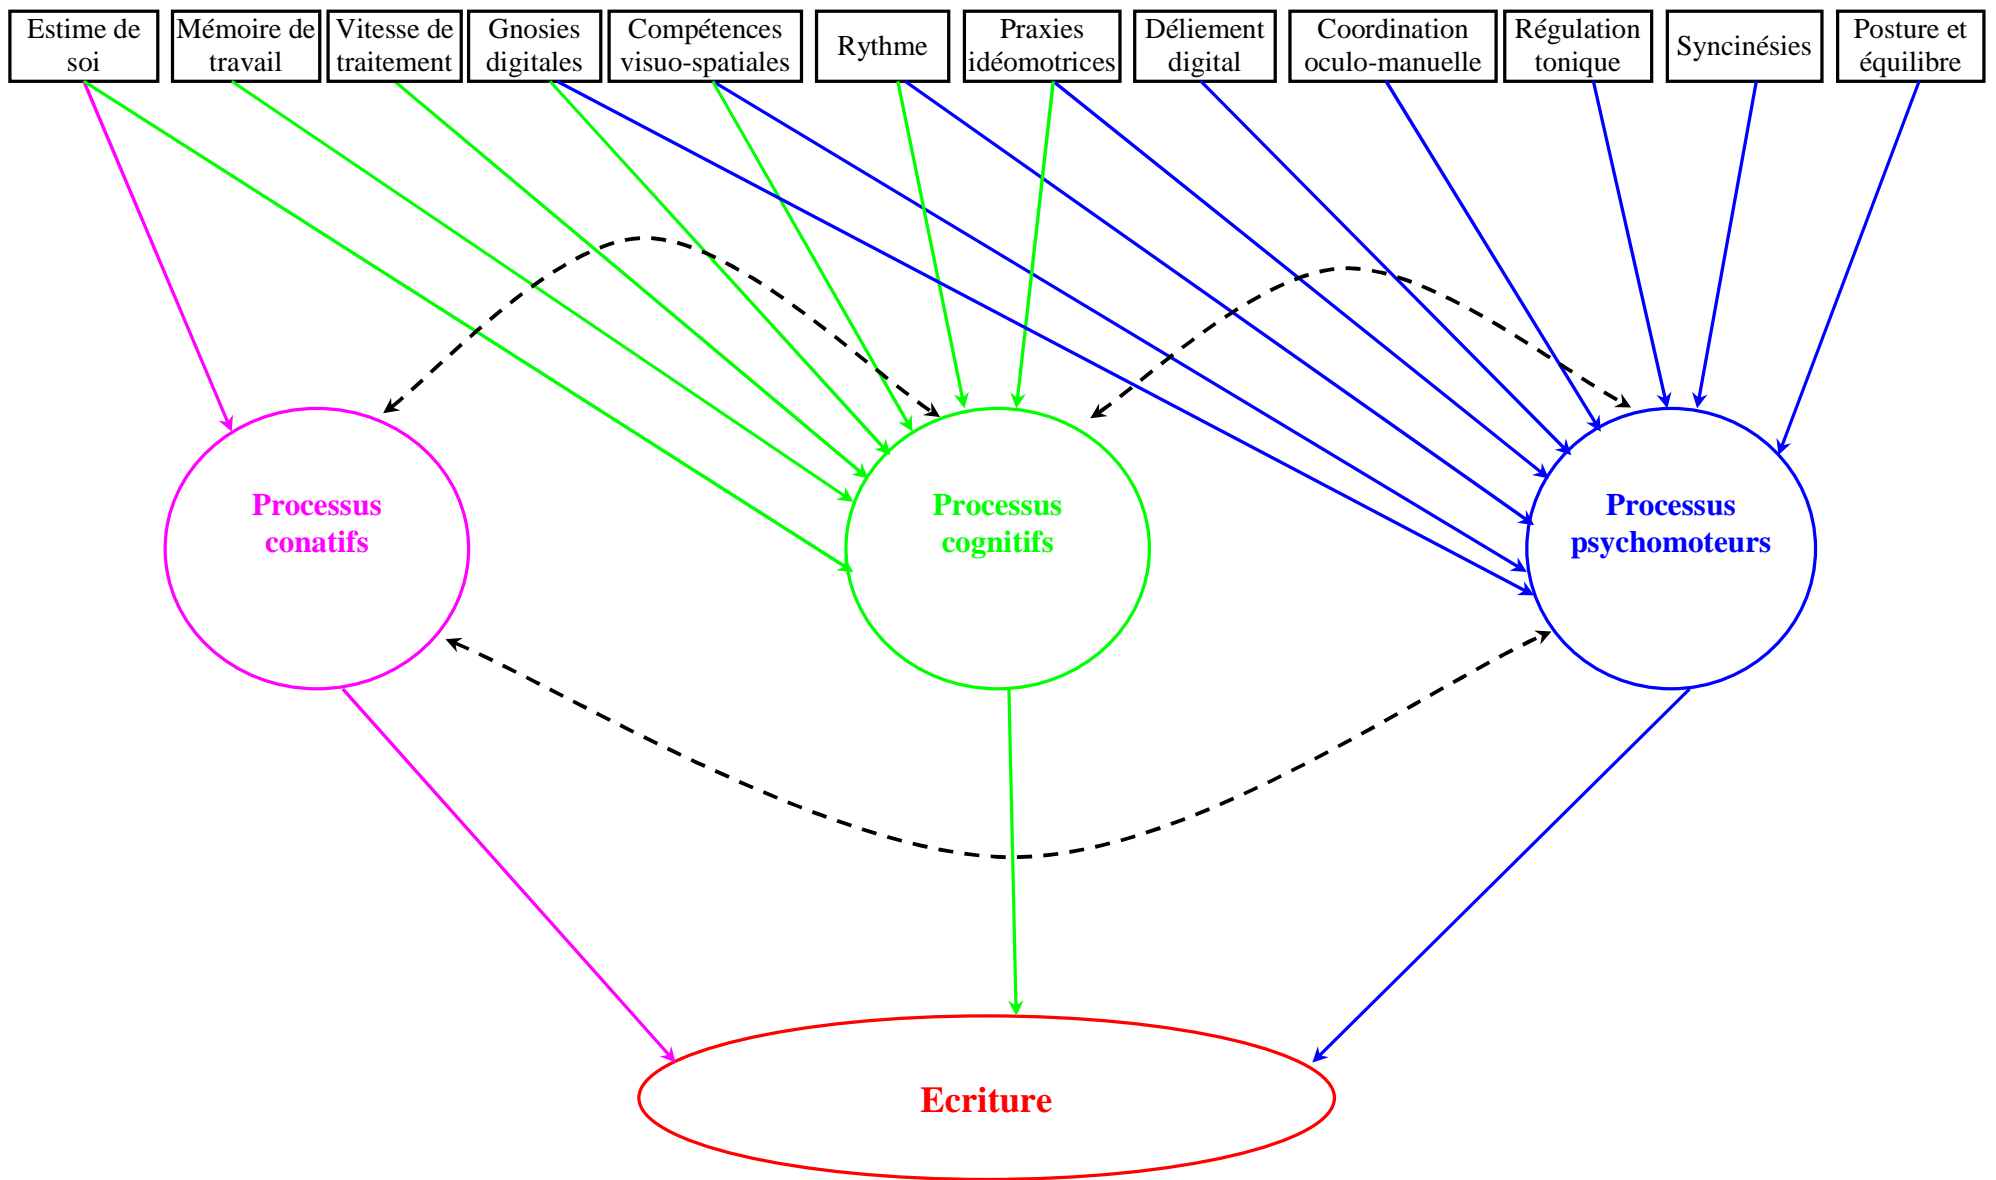 Estime de
soi
Mémoire de
travail
Vitesse de
traitement
Gnosies
digitales
Compétences
visuo-spatiales
Rythme
Praxies
idéomotrices
Déliement
digital
Coordination
oculo-manuelle
Régulation
tonique
Syncinésies
Posture et
équilibre
Processus
conatifs
Processus
cognitifs
Processus
psychomoteurs
Ecriture